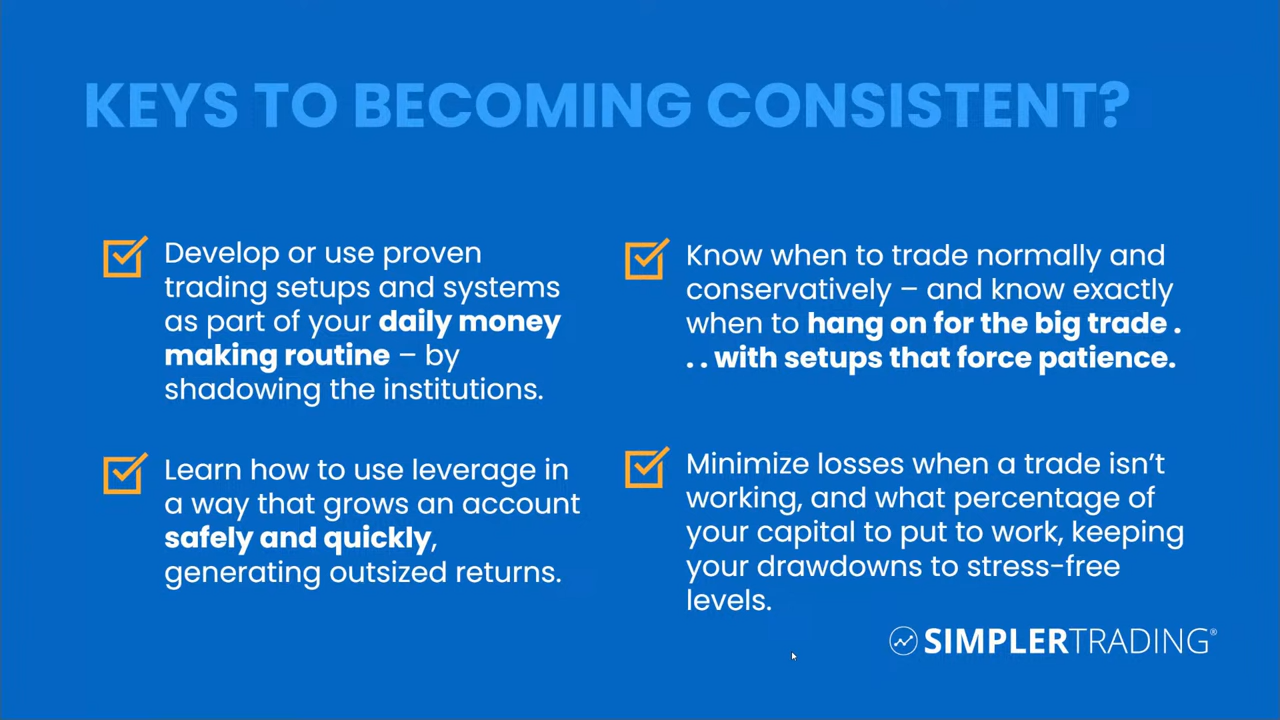 KEYS TO BECOMING CONSISTENT?
Develop or use proven
trading setups and systems
as part of your daily money
making routine – by
shadowing the institutions.
Learn how to use leverage in
a way that grows an account
safely and quickly,
generating outsized returns.
Know when to trade normally and
conservatively – and know exactly
when to hang on for the big trade .
. . with setups that force patience.
Minimize losses when a trade isn’t
working, and what percentage of
your capital to put to work, keeping
your drawdowns to stress-free
levels.
SIMPLERTRADING®